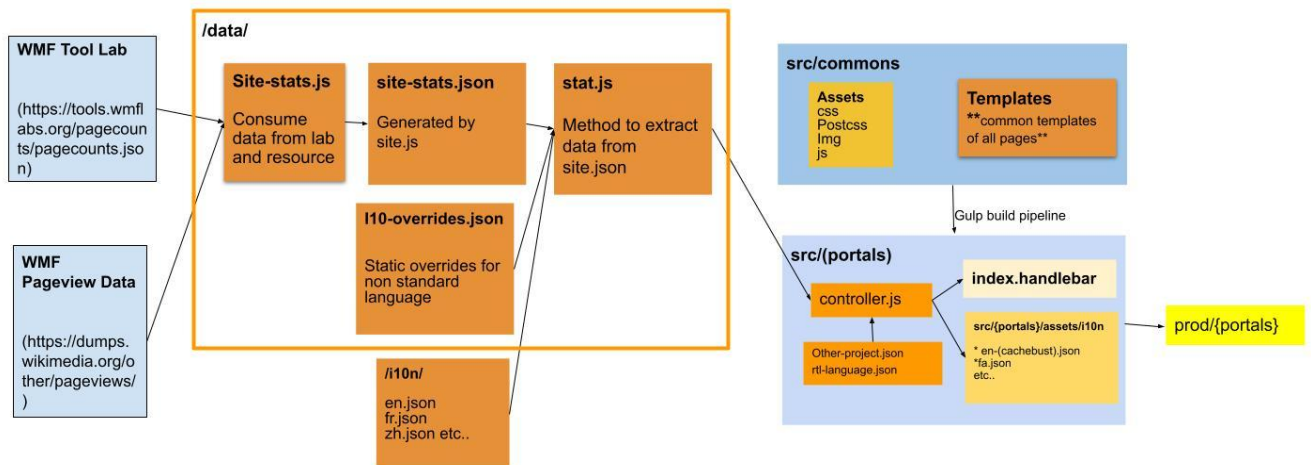 WMF Tool Lab
(https://tools.wmfl
abs.org/pagecoun
ts/pagecounts.jso
n)
WMF
Pageview Data
(https://dumps.
wikimedia.org/o
ther/pageviews/
)
/data/
Site-stats.js
Consume
data from lab
and resource
site-stats.json
Generated by
site.js
stat.js
Method to extract
data from
site.json
l10-overrides.json
Static overrides for
non standard
language
/i10n/
en.json
fr.json
zh.json etc..
src/commons
Assets
css
Postcss
Img
js
Templates
**common templates
of all pages**
Gulp build pipeline
src/(portals)
controller.js
Other-project.json
rtl-language.json
index.handlebar
src/{portals}/assets/i10n
* en-(cachebust).json
*fa.json
etc..
prod/{portals}